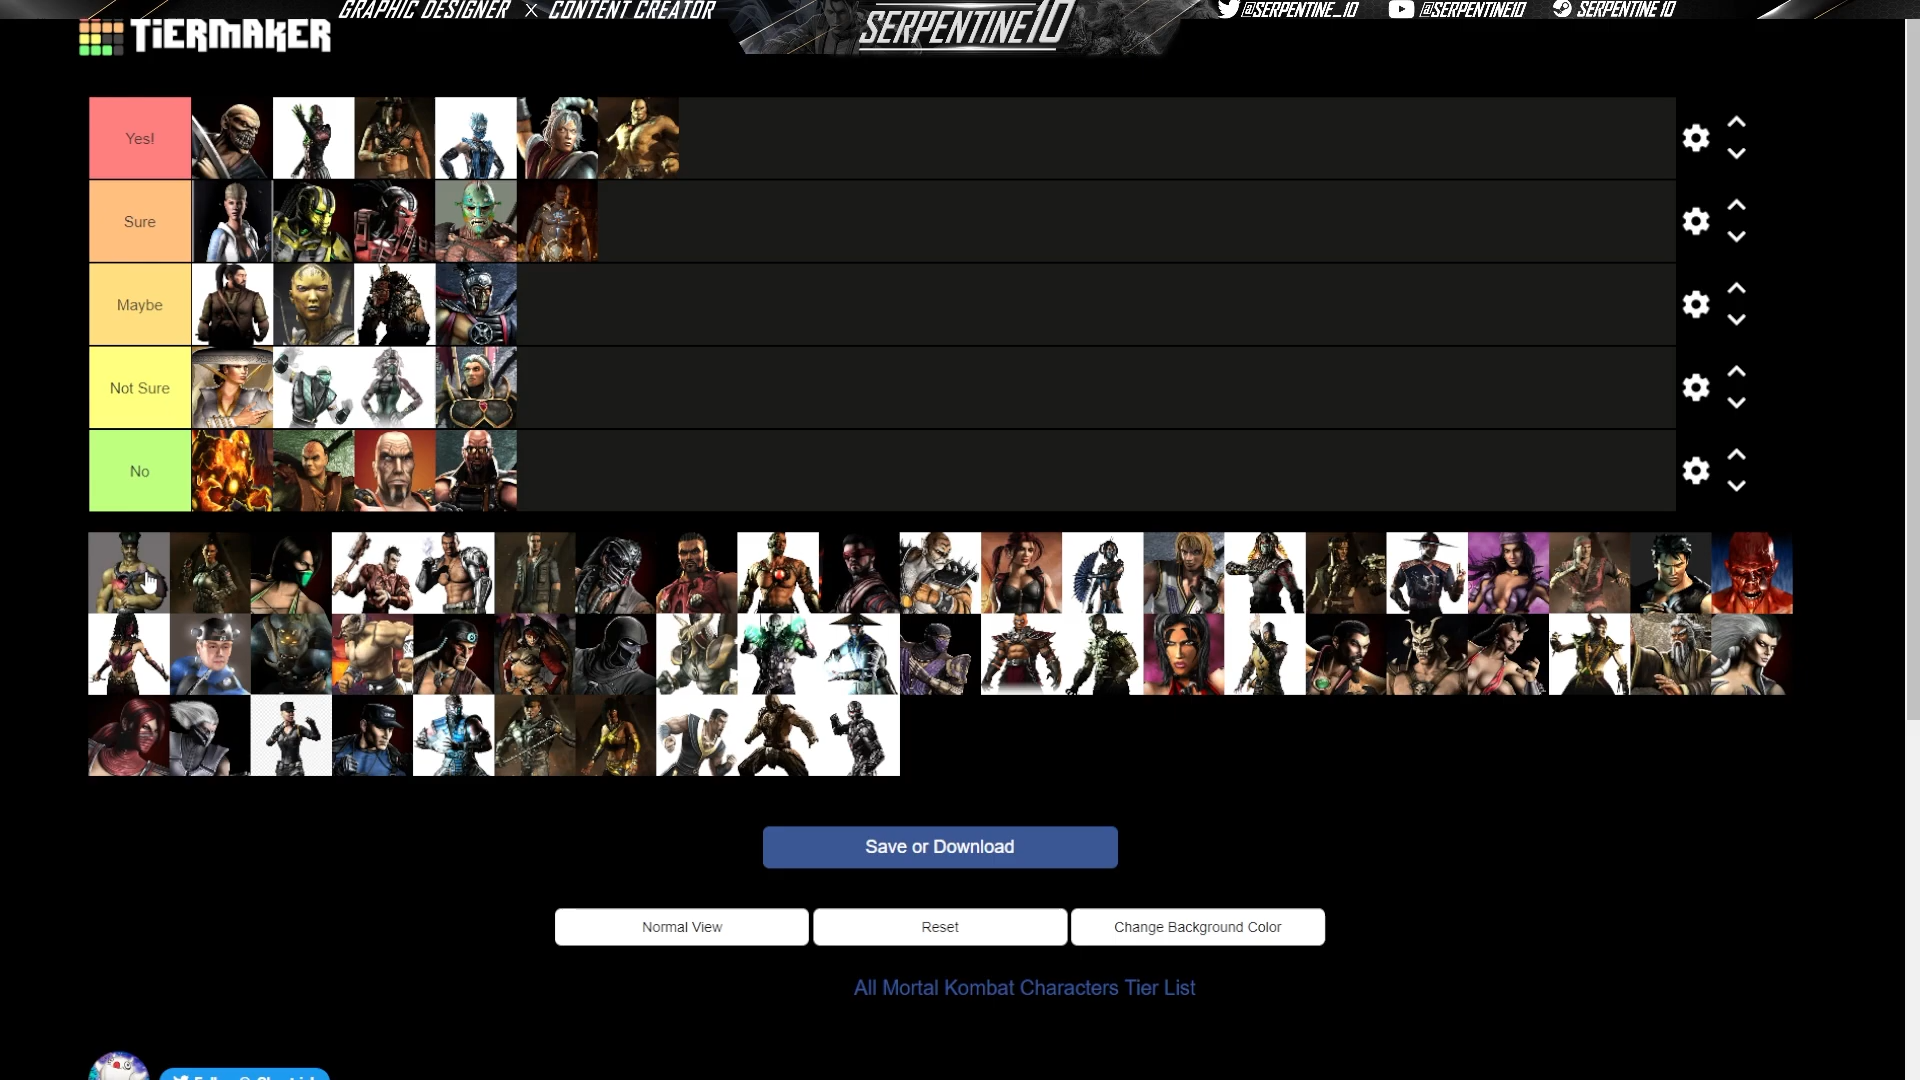 GRAPHIC DESIGNER X CONTENT CREATOR
SERPENTINE10
@SERPENTINE_10
@SERPENTINE10
SERPENTINE 10
TiERMAKER
Yes!
Sure
Maybe
Not Sure
No
Save or Download
Normal View
Reset
Change Background Color
All Mortal Kombat Characters Tier List